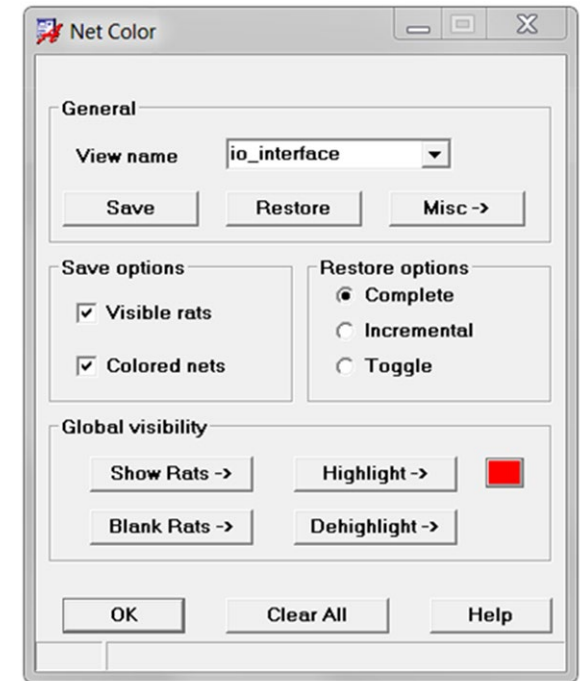 Net Color
General
View name io_interface
Save Restore Misc ->
Save options
Visible rats
Colored nets
Restore options
Complete
Incremental
Toggle
Global visibility
Show Rats -> Highlight ->
Blank Rats -> Dehighlight ->
OK Clear All Help